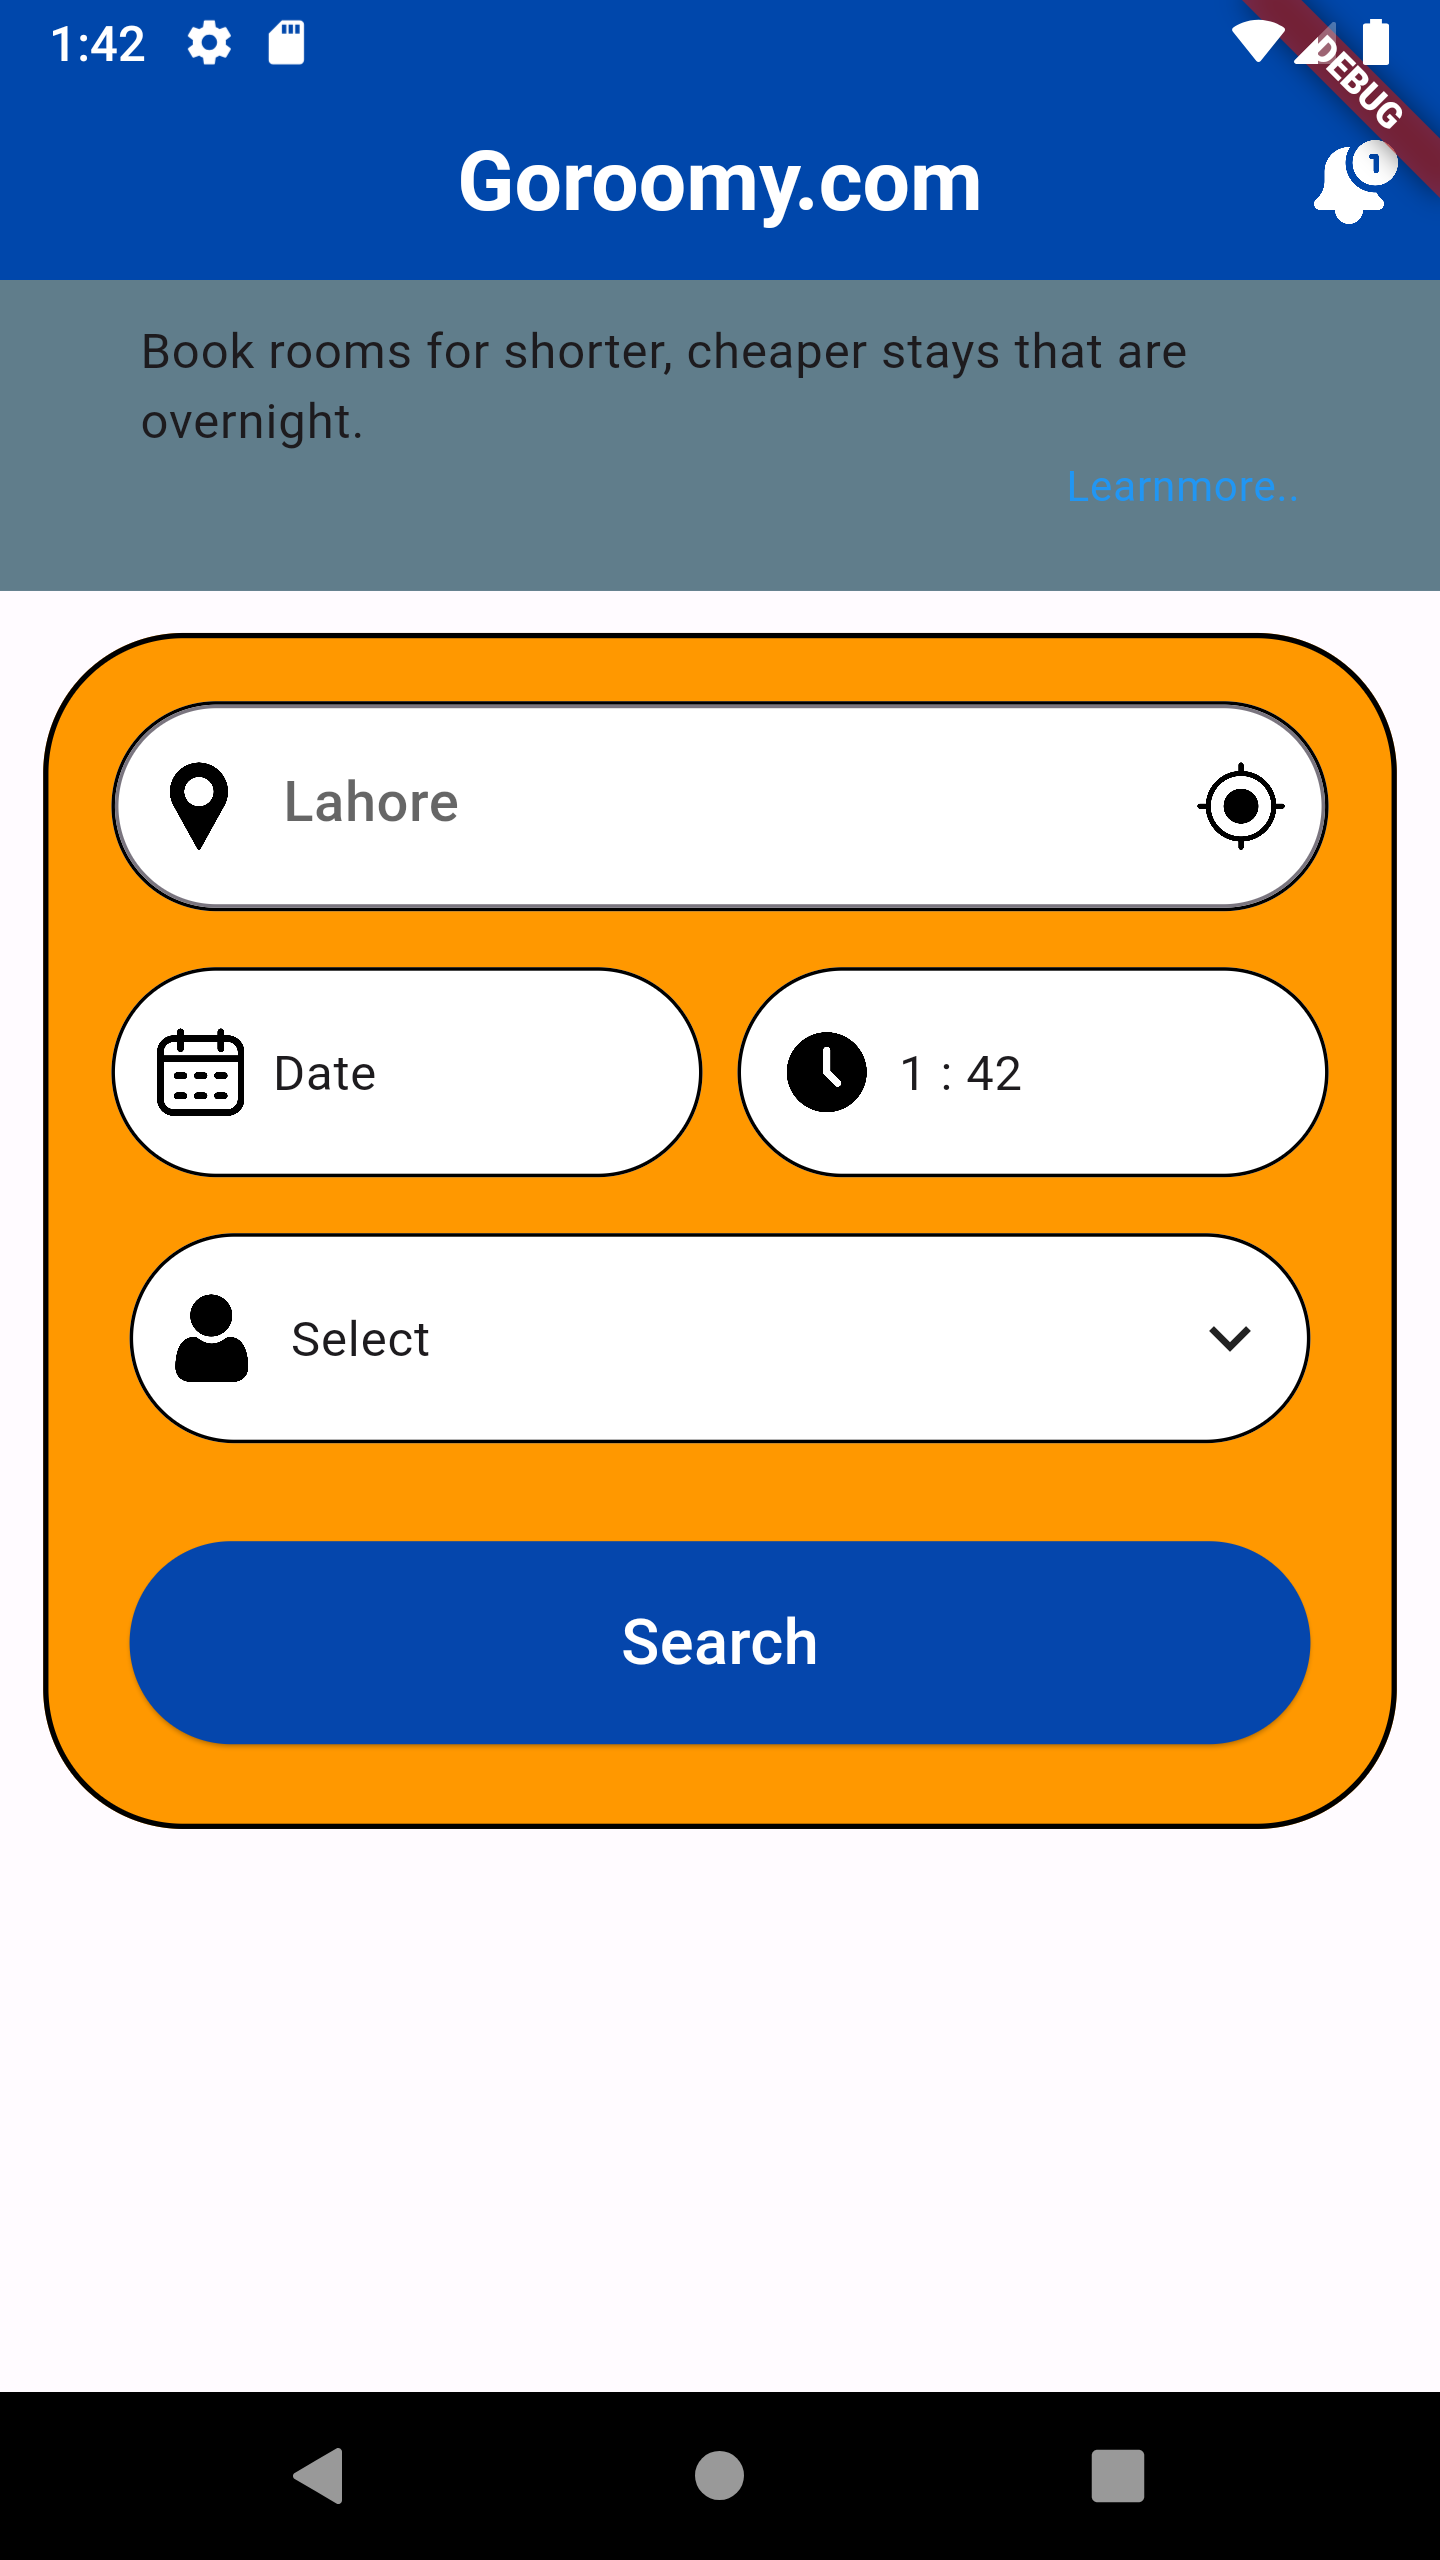 1:42
DEBUG
Goroomy.com
1
Book rooms for shorter, cheaper stays that are
overnight.
Learnmore..
Lahore
Date
1 : 42
Select
Search